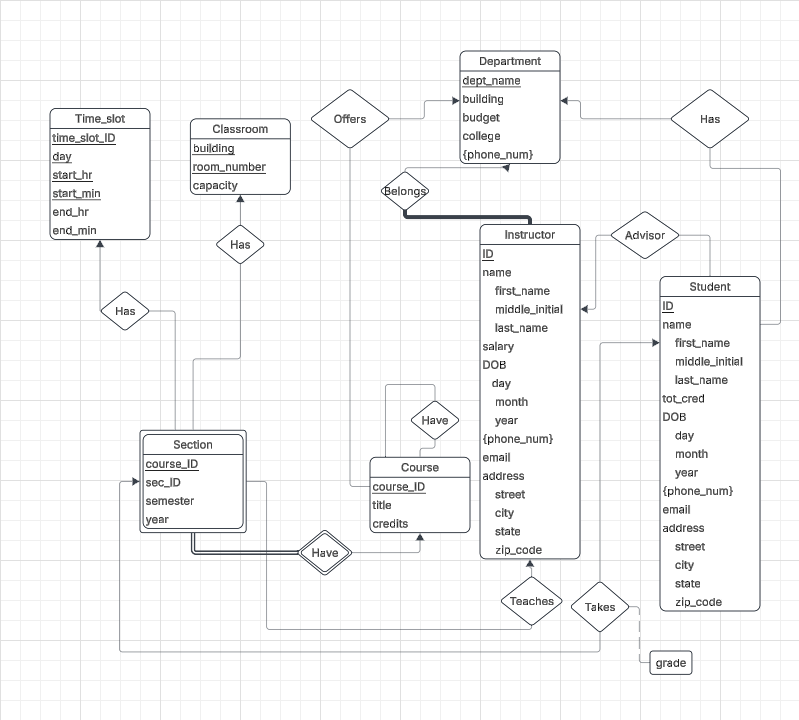 Department
dept_name
building
budget
college
{phone_num}
Offers
Has
Time_slot
time_slot_ID
day
start_hr
start_min
end_hr
end_min
Classroom
building
room_number
capacity
Belongs
Has
Has
Instructor
ID
name
first_name
middle_initial
last_name
salary
DOB
day
month
year
{phone_num}
email
address
street
city
state
zip_code
Advisor
Student
ID
name
first_name
middle_initial
last_name
tot_cred
DOB
day
month
year
{phone_num}
email
address
street
city
state
zip_code
Have
Course
course_ID
title
credits
Section
course_ID
sec_ID
semester
year
Have
Teaches
Takes
grade